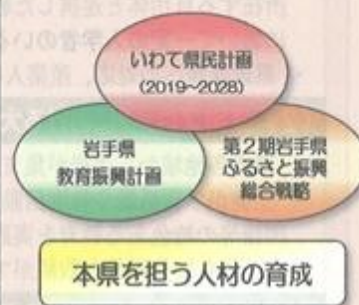 いわて県民計画
(2019~2028)
岩手県
教育振興計画
第2期岩手県
ふるさと振興
総合戦略
本県を担う人材の育成